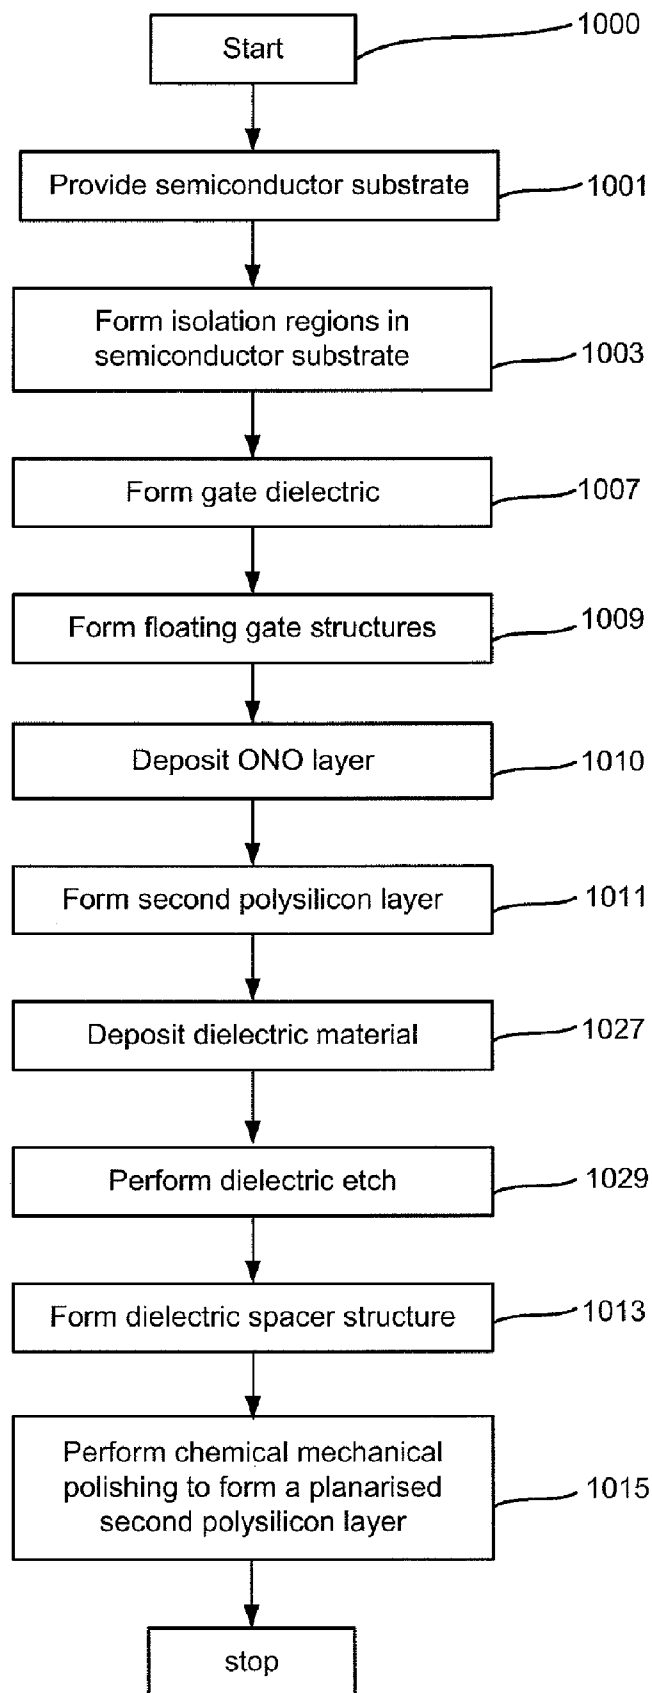 Start
1000
Provide semiconductor substrate
1001
Form isolation regions in
semiconductor substrate
1003
Form gate dielectric
1007
Form floating gate structures
1009
Deposit ONO layer
1010
Form second polysilicon layer
1011
Deposit dielectric material
1027
Perform dielectric etch
1029
Form dielectric spacer structure
1013
Perform chemical mechanical
polishing to form a planarised
second polysilicon layer
1015
stop